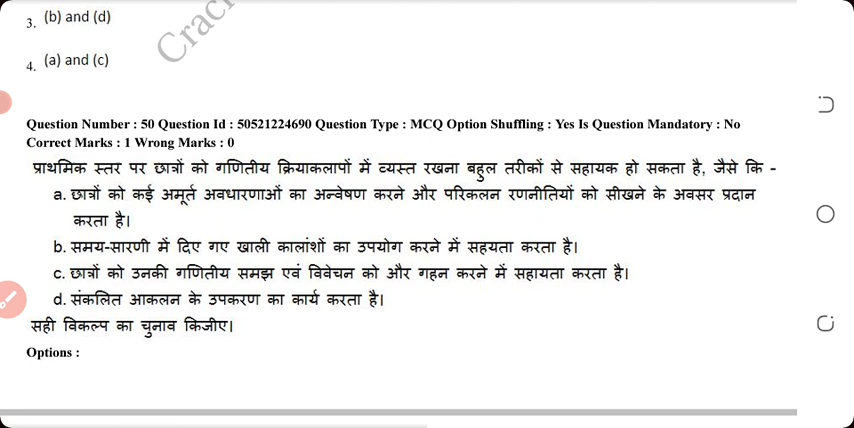 3. (b) and (d)
Crac
4. (a) and (c)
Question Number : 50 Question Id : 50521224690 Question Type : MCQ Option Shuffling : Yes Is Question Mandatory : No
Correct Marks : 1 Wrong Marks : 0
प्राथमिक स्तर पर छात्रों को गणितीय क्रियाकलापों में व्यस्त रखना बहुल तरीकों से सहायक हो सकता है, जैसे कि -
a. छात्रों को कई अमूर्त अवधारणाओं का अन्वेषण करने और परिकलन रणनीतियों को सीखने के अवसर प्रदान
करता है।
b. समय-सारणी में दिए गए खाली कालांशों का उपयोग करने में सहयता करता है।
c. छात्रों को उनकी गणितीय समझ एवं विवेचन को और गहन करने में सहायता करता है।
d. संकलित आकलन के उपकरण का कार्य करता है।
सही विकल्प का चुनाव किजीए।
Options :